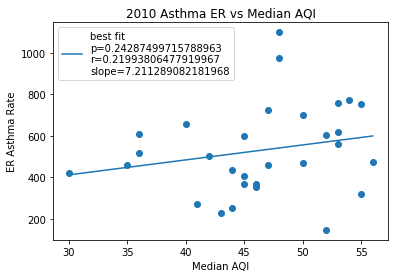 2010 Asthma ER vs Median AQI
best fit
p=0.24287499715788963
r=0.21993806477919967
slope=7.211289082181968
ER Asthma Rate
1000
800
600
400
200
30
35
40
45
50
55
Median AQI